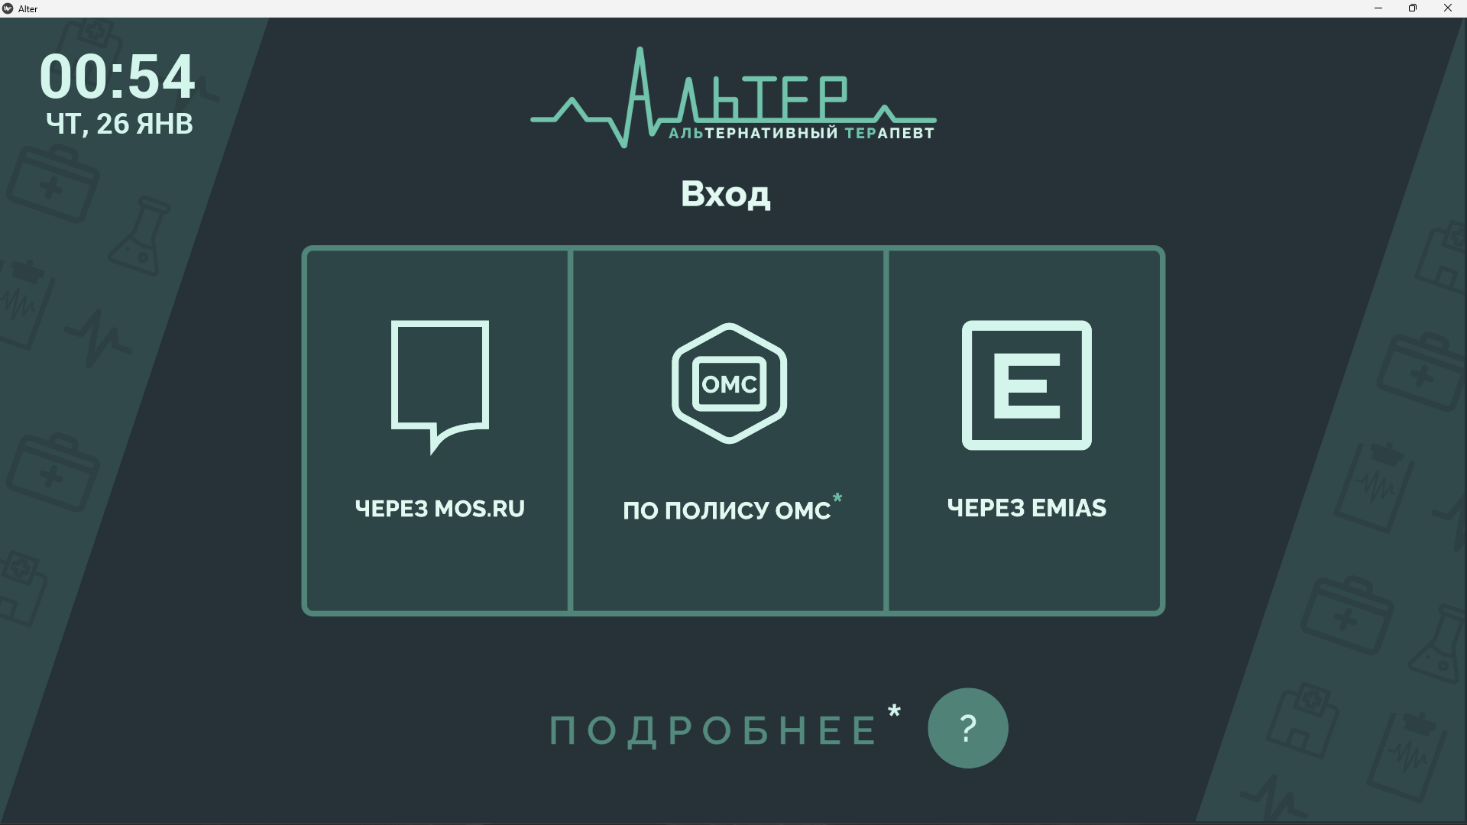 Alter
00:54
ЧТ, 26 ЯНВ
АЛЬТЕР
АЛЬТЕРНАТИВНЫЙ ТЕРАПЕВТ
Вход
ОМС
E
ЧЕРЕЗ MOS.RU
ПО ПОЛИСУ ОМС*
ЧЕРЕЗ EMIAS
ПОДРОБНЕЕ* ?